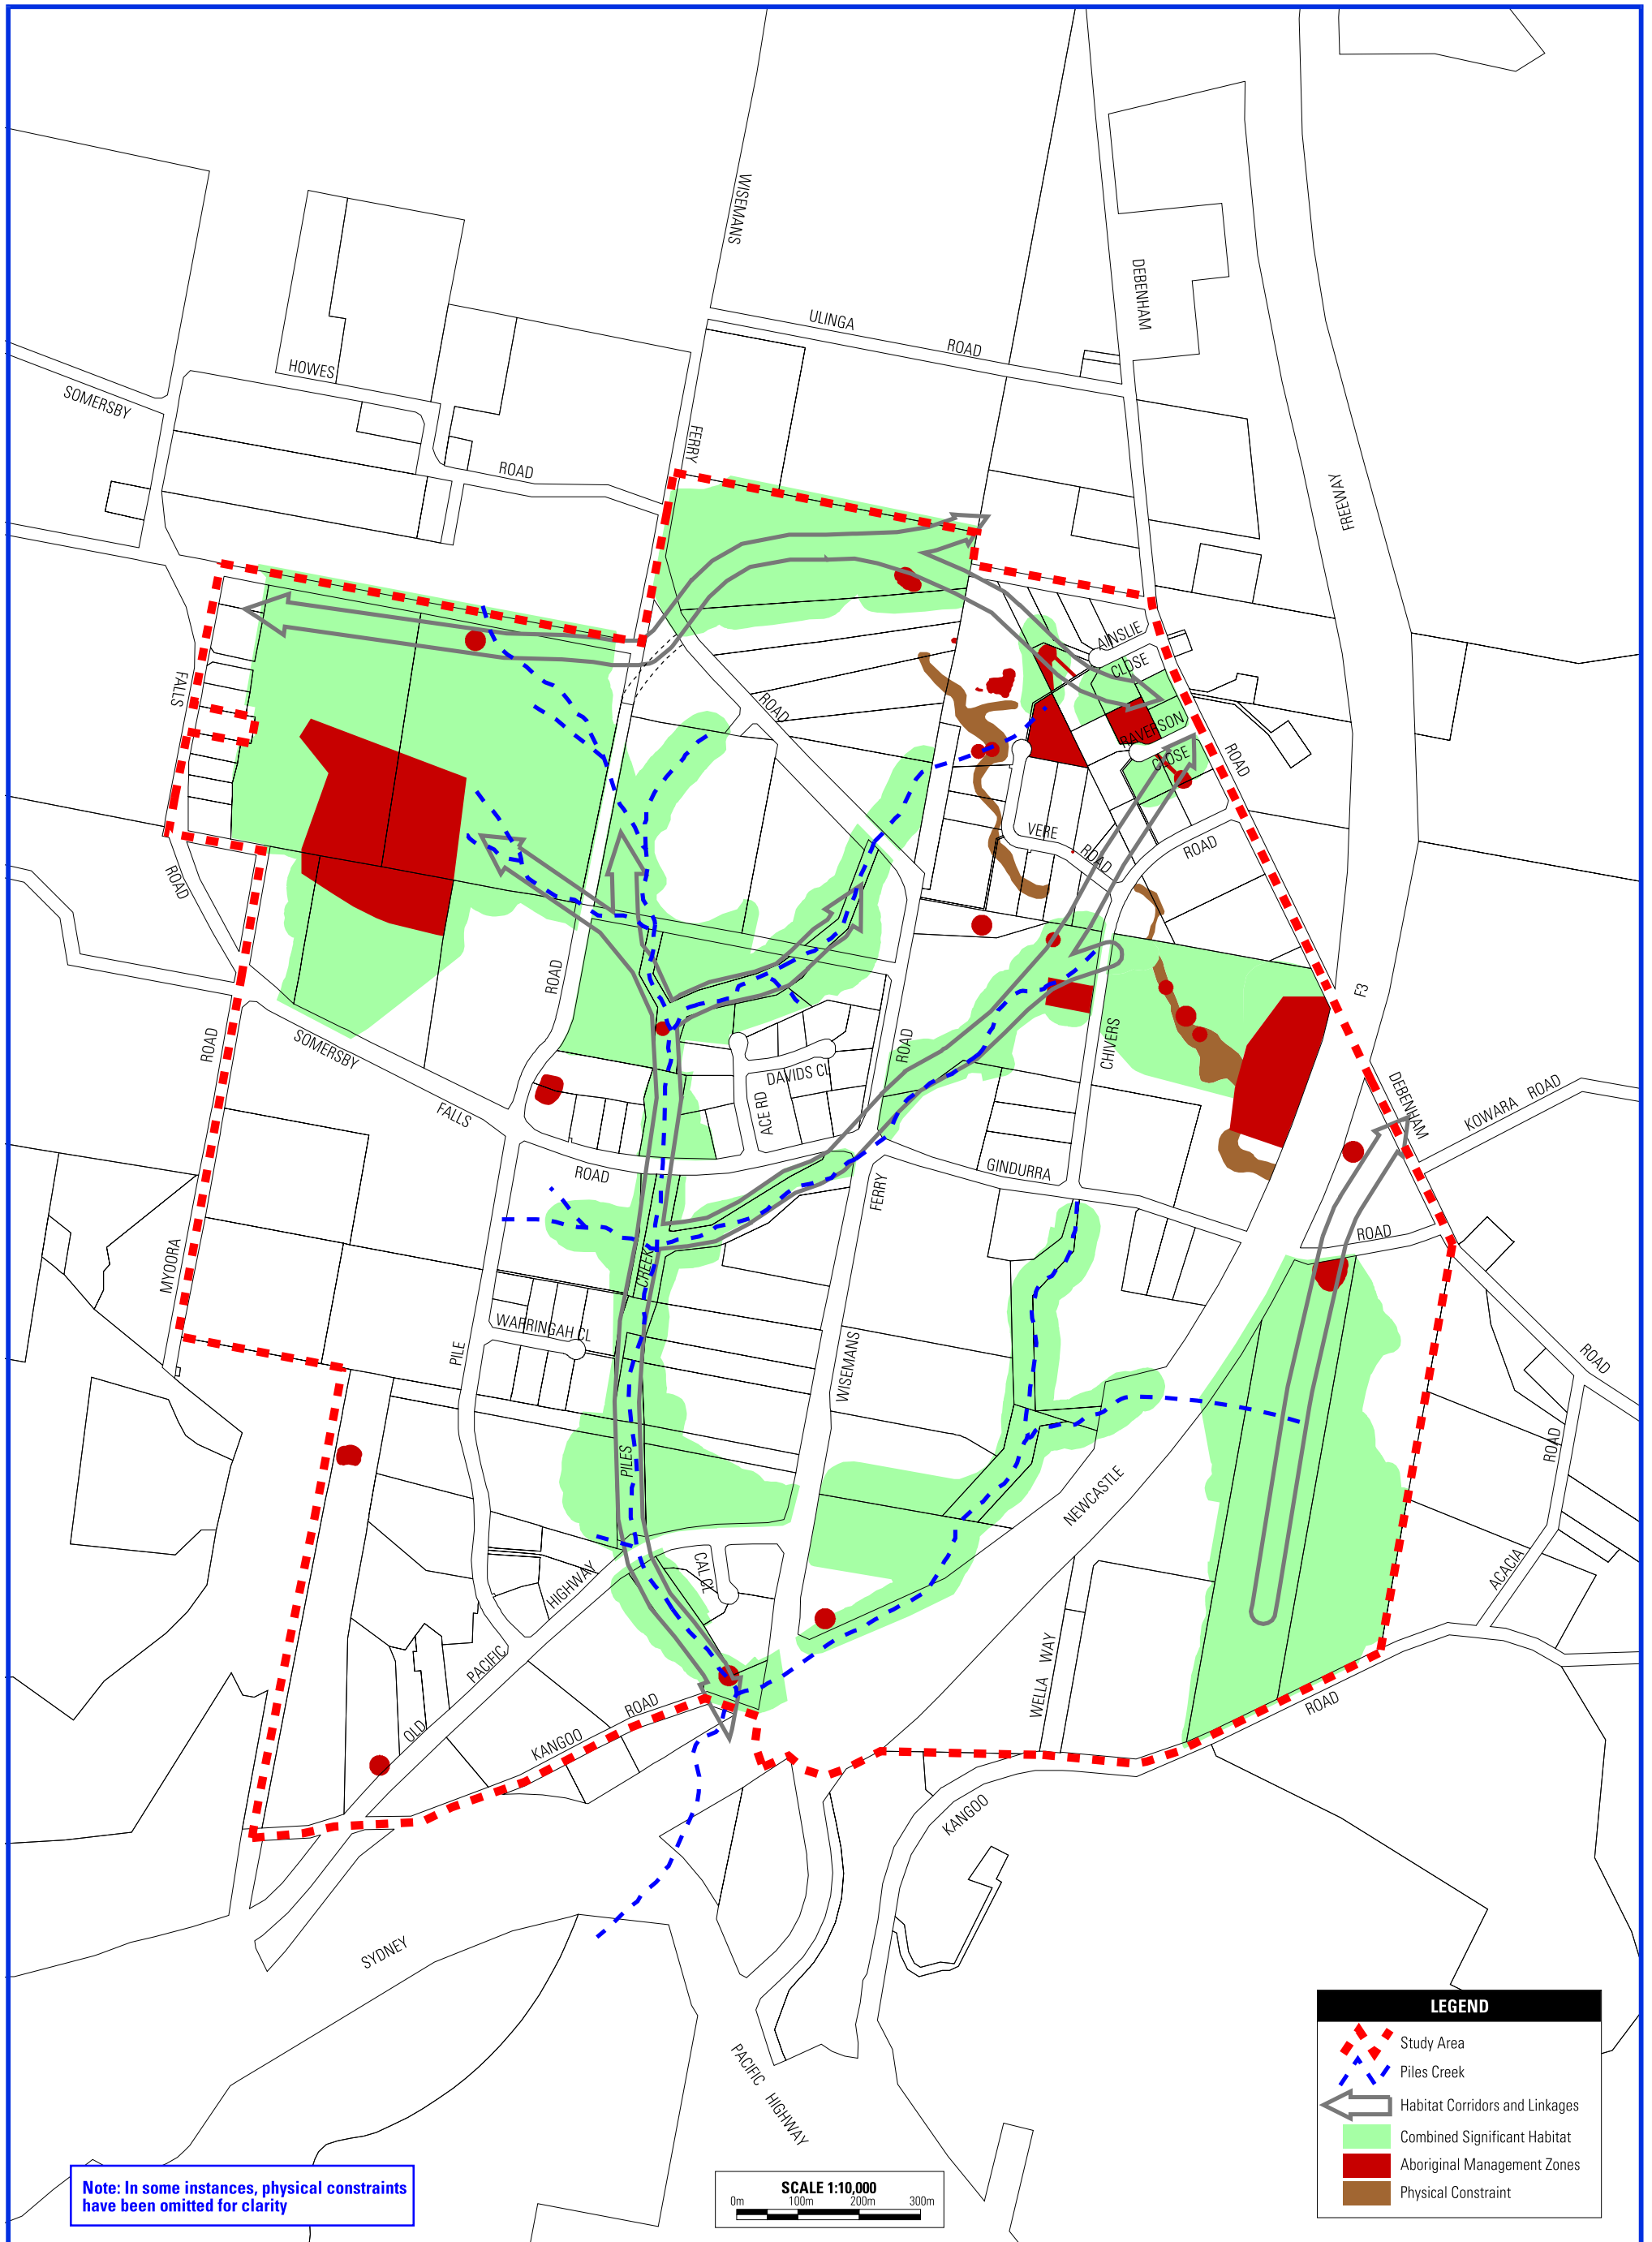 WISEMANS
DEBENHAM
ULINGA
ROAD
HOWES
SOMERSBY
FERRY
ROAD
FREEWAY
AINSLIE
CLOSE
FALLS
ROAD
RAVERSON
CLOSE
ROAD
VERE
ROAD
ROAD
ROAD
ROAD
F3
ROAD
SOMERSBY
ROAD
CHIVERS
DAVIDS CL
ACE RD
DEBENHAM
KOWARA ROAD
FALLS
ROAD
GINDURRA
FERRY
ROAD
MYOORA
CREEK
WARRINGAH CL
PILE
WISEMANS
ROAD
ROAD
PILES
NEWCASTLE
CAL CL
HIGHWAY
ACACIA
PACIFIC
WELLA WAY
ROAD
ROAD
OLD
KANGOO
KANGOO
SYDNEY
PACIFIC HIGHWAY
LEGEND
Study Area
Piles Creek
Habitat Corridors and Linkages
Combined Significant Habitat
Aboriginal Management Zones
Physical Constraint
Note: In some instances, physical constraints
have been omitted for clarity
SCALE 1:10,000
0m 100m 200m 300m